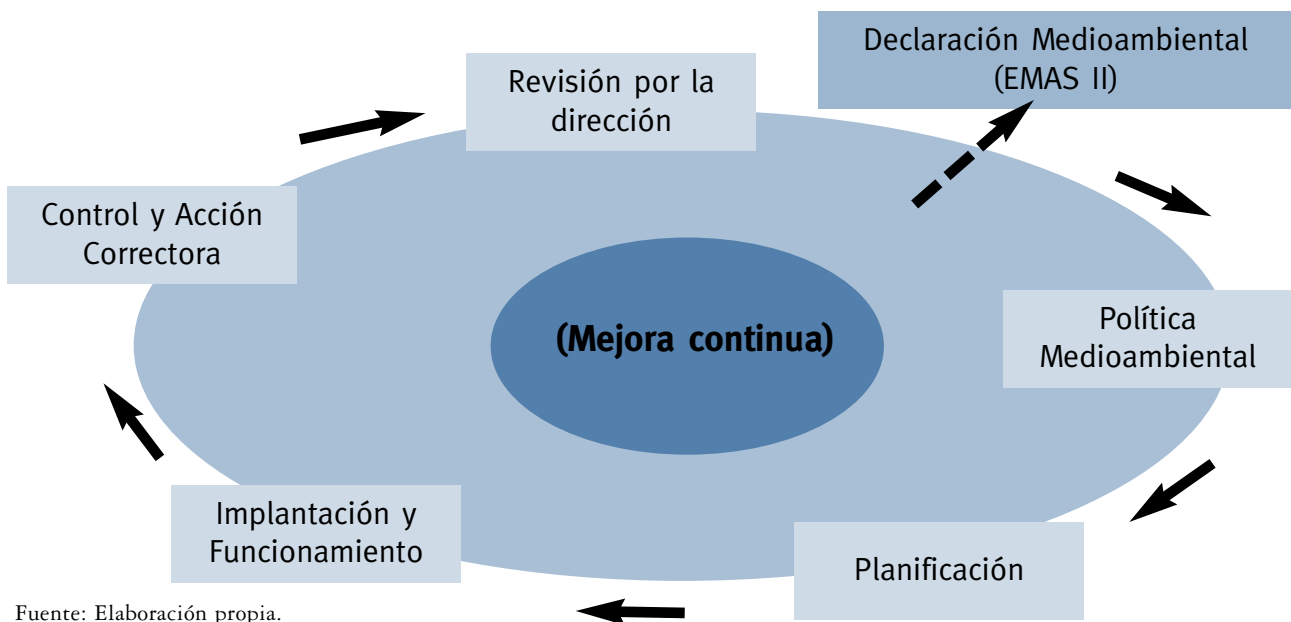 Declaración Medioambiental
(EMAS II)
Revisión por la
dirección
Control y Acción
Correctora
(Mejora continua)
Política
Medioambiental
Implantación y
Funcionamiento
Planificación
Fuente: Elaboración propia.